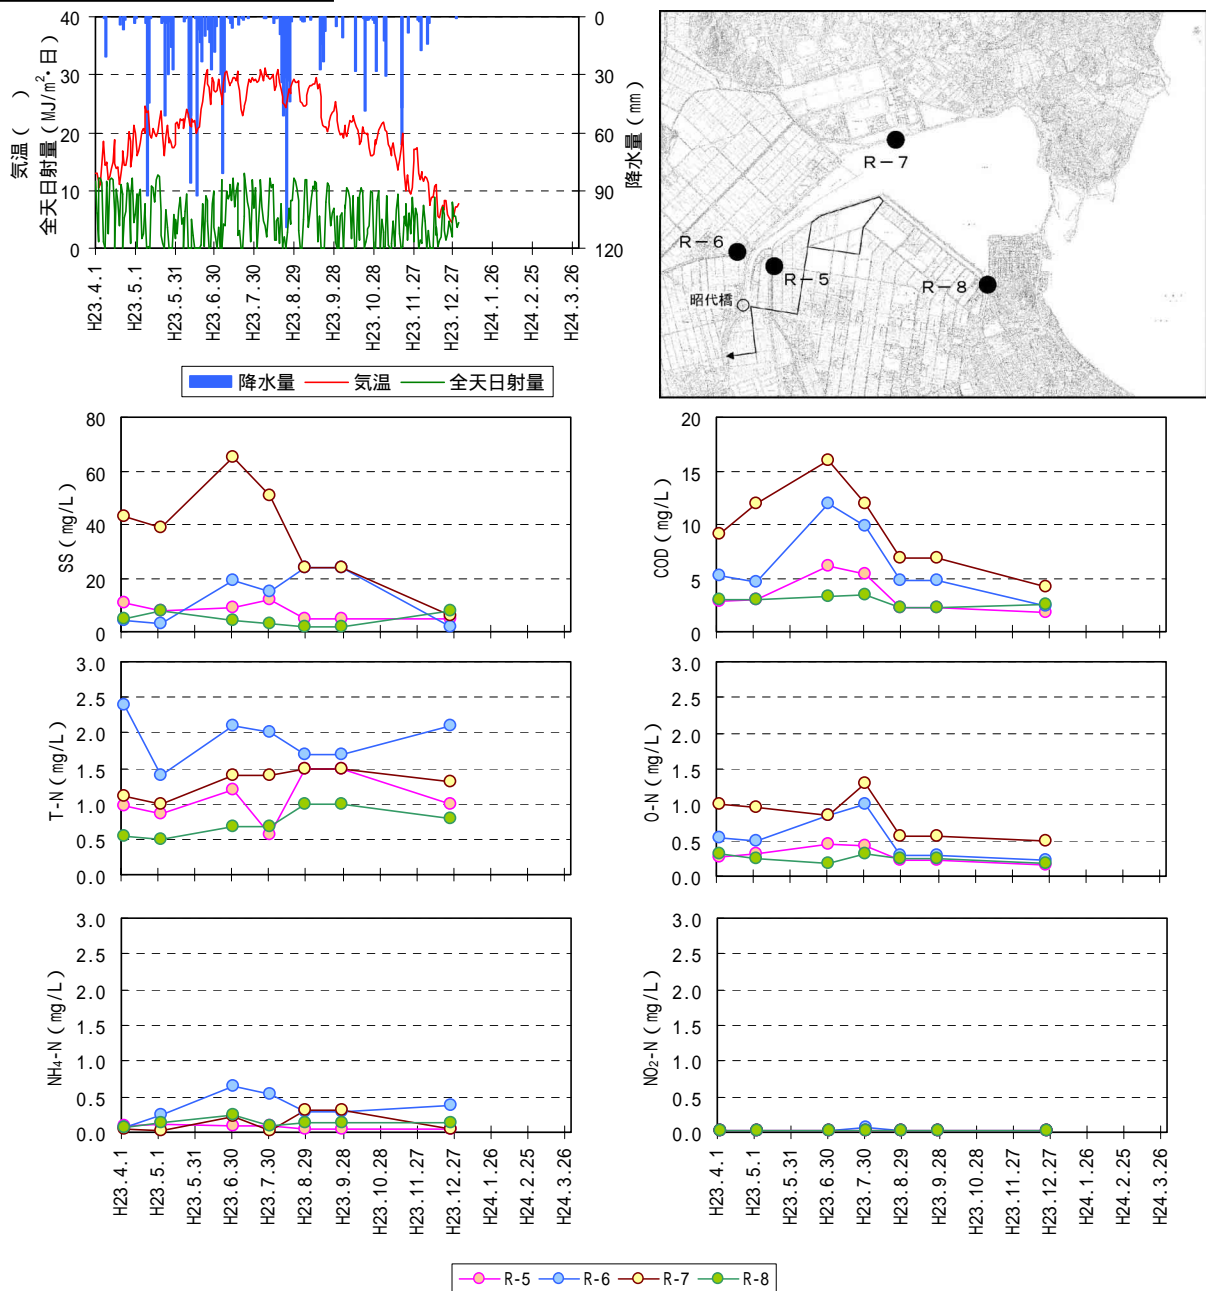 気温（　）
全天日射量（MJ/m²・日）
40
30
20
10
0
0
30
60
90
120
降水量（mm）
H23.4.1
H23.5.1
H23.5.31
H23.6.30
H23.7.30
H23.8.29
H23.9.28
H23.10.28
H23.11.27
H23.12.27
H24.1.26
H24.2.25
H24.3.26
降水量 気温 全天日射量
R－7
R－6
R－5
R－8
昭代橋
SS（mg/L）
80
60
40
20
0
COD（mg/L）
20
15
10
5
0
T-N（mg/L）
3.0
2.5
2.0
1.5
1.0
0.5
0.0
O-N（mg/L）
3.0
2.5
2.0
1.5
1.0
0.5
0.0
NH₄-N（mg/L）
3.0
2.5
2.0
1.5
1.0
0.5
0.0
H23.4.1
H23.5.1
H23.5.31
H23.6.30
H23.7.30
H23.8.29
H23.9.28
H23.10.28
H23.11.27
H23.12.27
H24.1.26
H24.2.25
H24.3.26
NO₂-N（mg/L）
3.0
2.5
2.0
1.5
1.0
0.5
0.0
H23.4.1
H23.5.1
H23.5.31
H23.6.30
H23.7.30
H23.8.29
H23.9.28
H23.10.28
H23.11.27
H23.12.27
H24.1.26
H24.2.25
H24.3.26
R-5 R-6 R-7 R-8